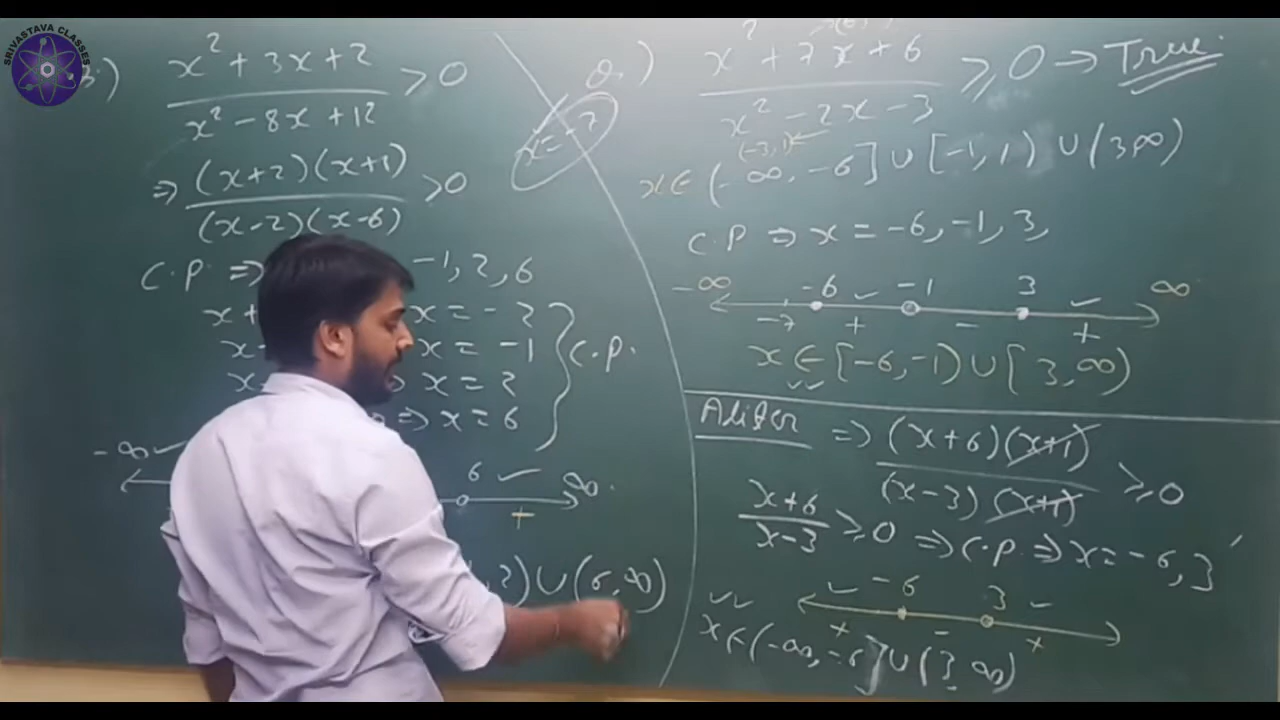 SRIVASTAVA CLASSES
x² + 3x + 2 / x² - 8x + 12 > 0
⇒ (x+2)(x+1) / (x-2)(x-6) > 0
C.P. ⇒ -1, 2, 6
x+ x = -2
x- x = -1
x = 2
⇒ x = 6
C.P.
-∞ ✓ 6 ✓ ∞
+
, 2) ∪ (6, ∞)
x = -2
Q.) x² + 7x + 6 / x² - 2x - 3 ≥ 0 → True.
(-3, 1) ←
x ∈ (-∞, -6] ∪ [-1, 1) ∪ (3, ∞)
C.P ⇒ x = -6, -1, 3,
-∞ -6 ✓ -1 3 ✓ ∞
-7 + - +
x ∈ [-6, -1) ∪ [3, ∞)
Aliter ⇒ (x+6)(x+1) / (x-3)(x+1) ≥ 0
x+6 / x-3 ≥ 0 ⇒ C.P. ⇒ x = -6, 3
✓ -6 3 ✓
+ - +
x ∈ (-∞, -6] ∪ (3, ∞)